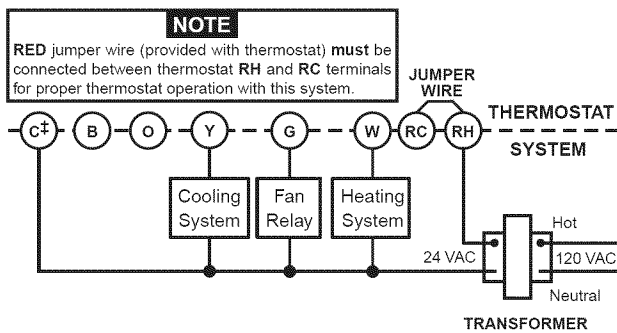 NOTE
RED jumper wire (provided with thermostat) must be
connected between thermostat RH and RC terminals
for proper thermostat operation with this system.
JUMPER
WIRE
C‡ B O Y G W RC RH THERMOSTAT
SYSTEM
Cooling
System
Fan
Relay
Heating
System
Hot
24 VAC 120 VAC
Neutral
TRANSFORMER